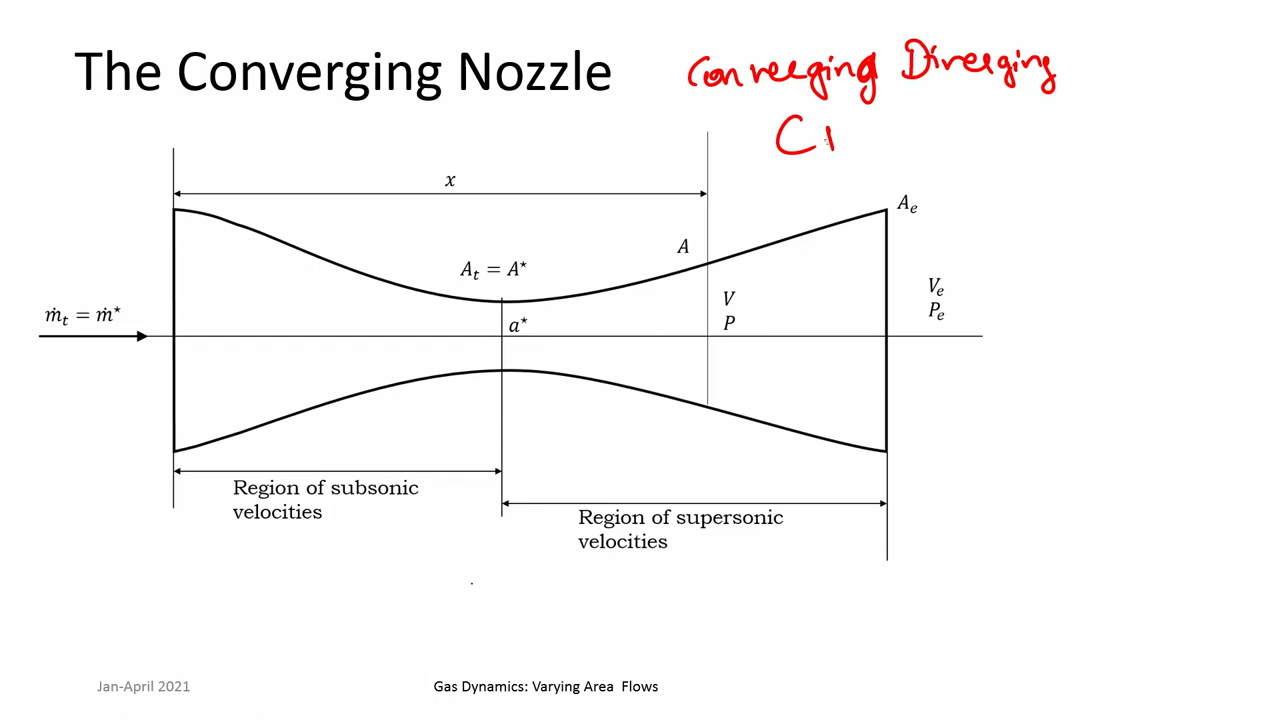 The Converging Nozzle
Converging Diverging
C
x
A_e
A
A_t = A*
V_e
P_e
V
P
ṁ_t = ṁ*
a*
Region of subsonic
velocities
Region of supersonic
velocities
Jan-April 2021
Gas Dynamics: Varying Area Flows